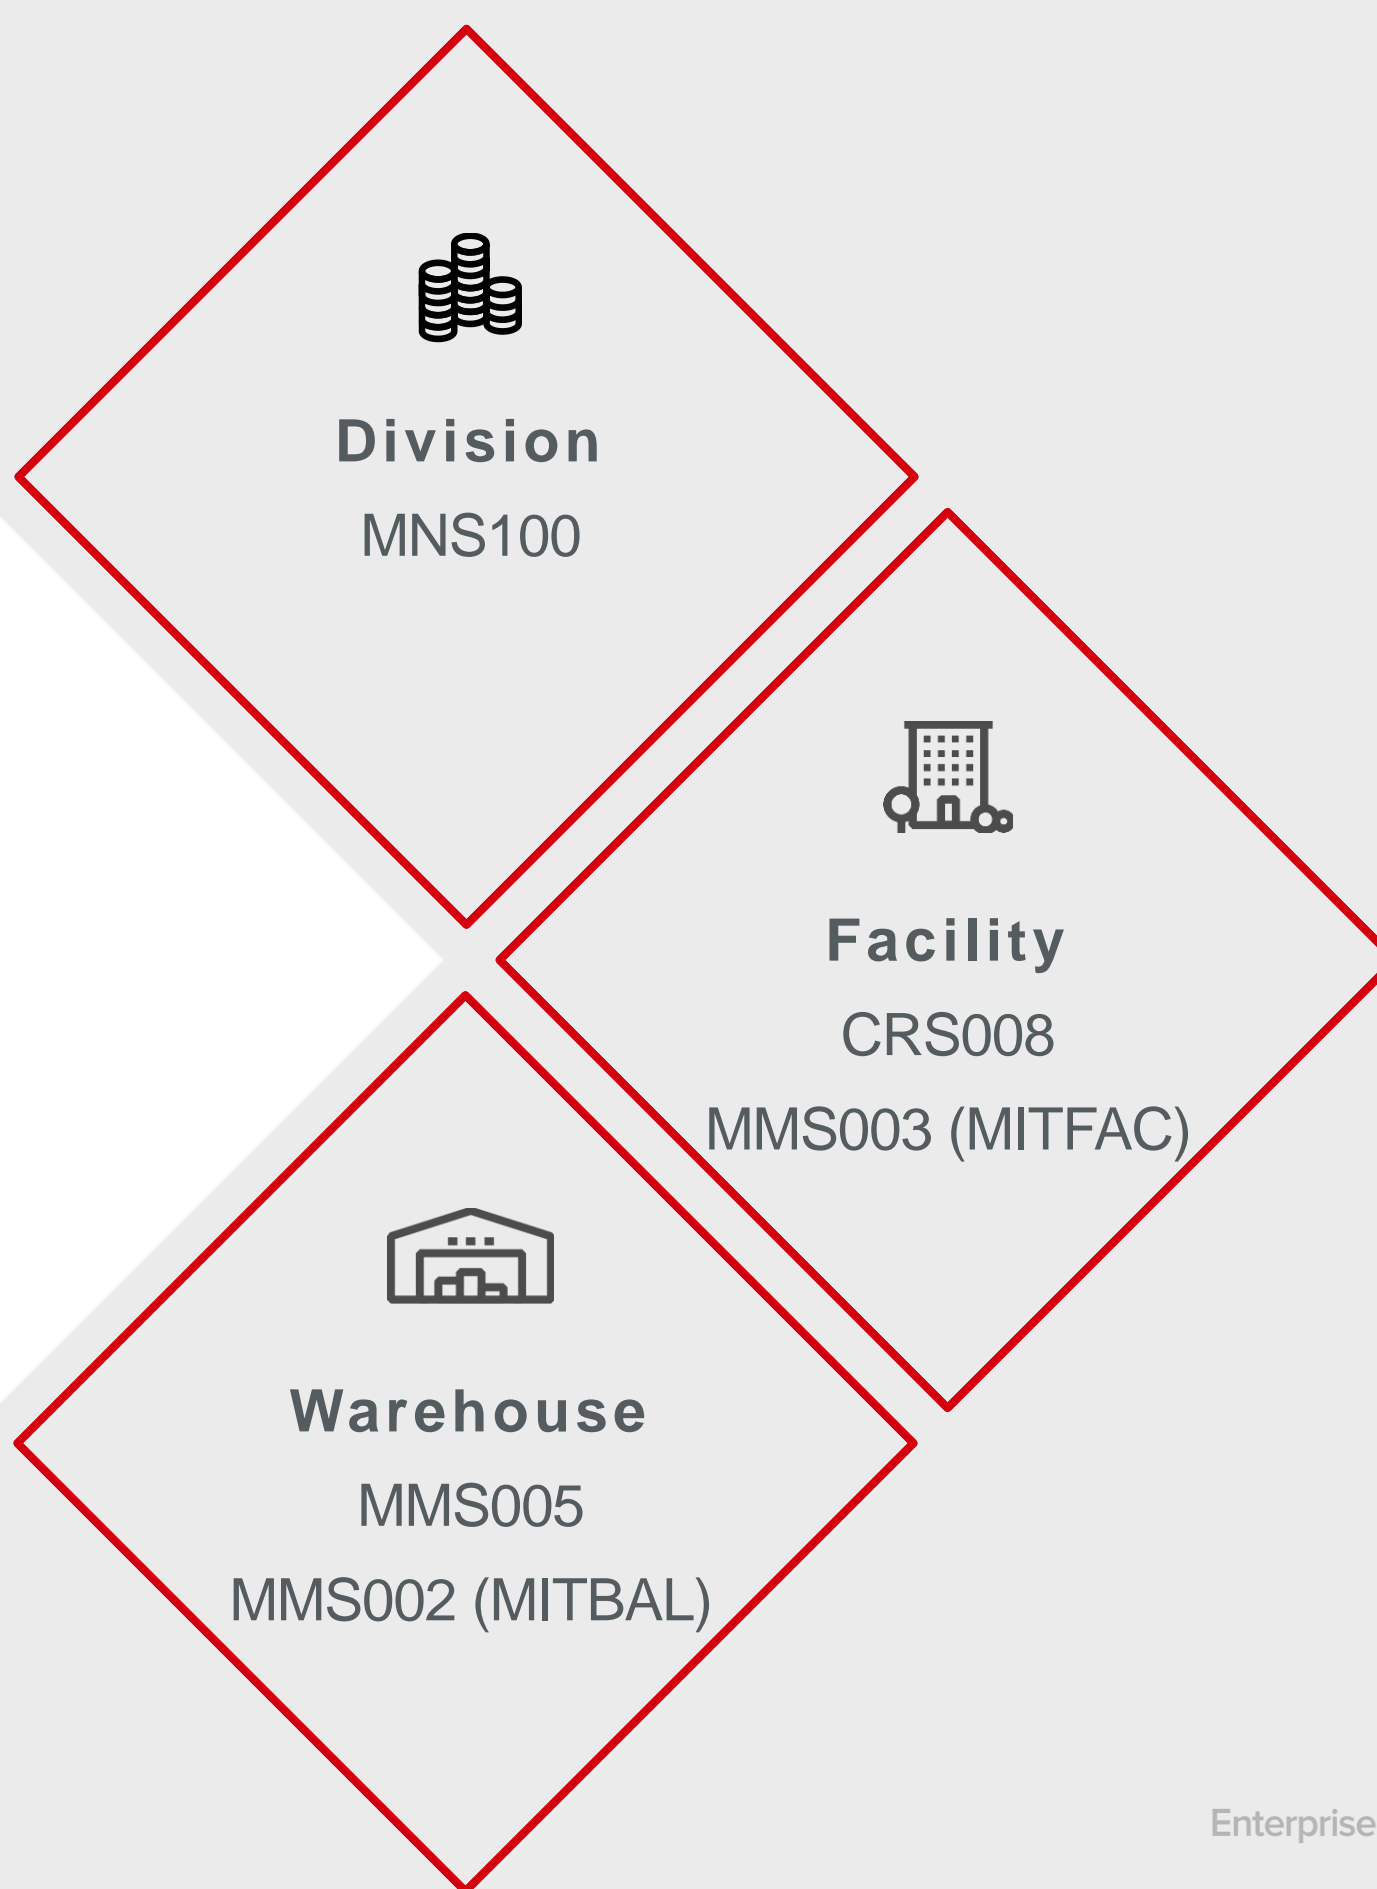 Division
MNS100
Facility
CRS008
MMS003 (MITFAC)
Warehouse
MMS005
MMS002 (MITBAL)
Enterprise